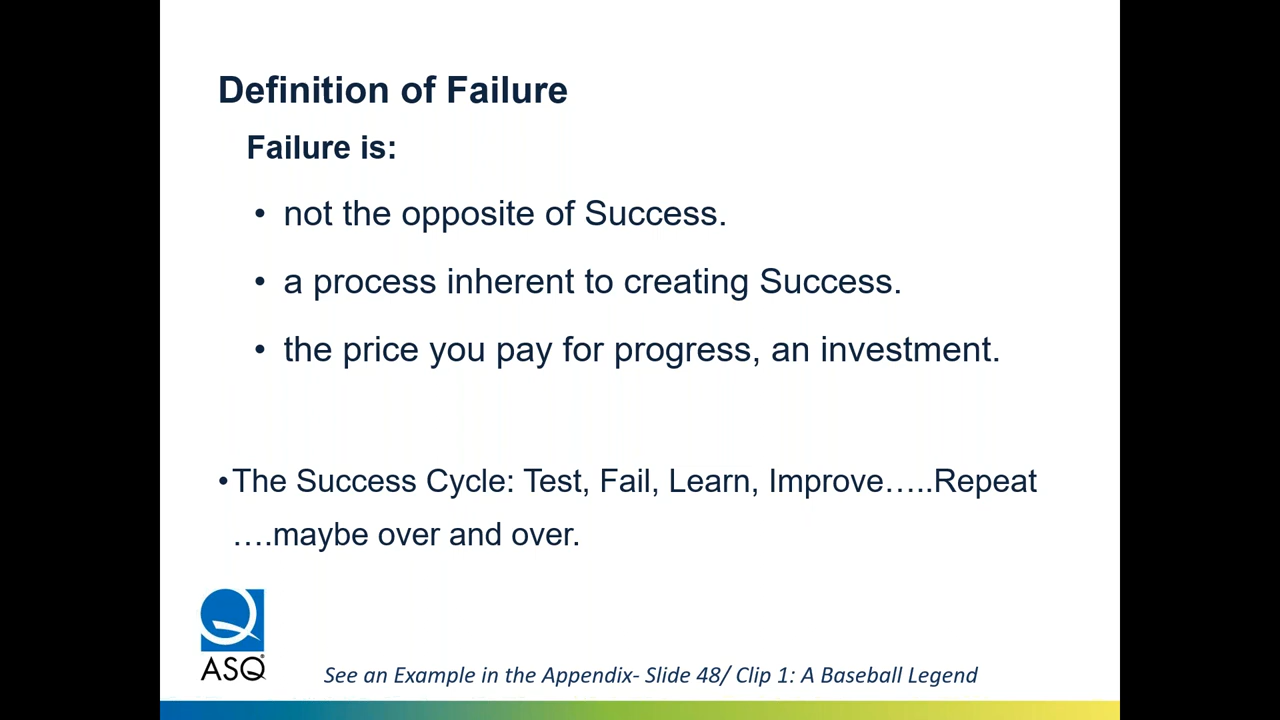 Definition of Failure
Failure is:
• not the opposite of Success.
• a process inherent to creating Success.
• the price you pay for progress, an investment.
•The Success Cycle: Test, Fail, Learn, Improve…..Repeat
….maybe over and over.
ASQ®
See an Example in the Appendix- Slide 48/ Clip 1: A Baseball Legend